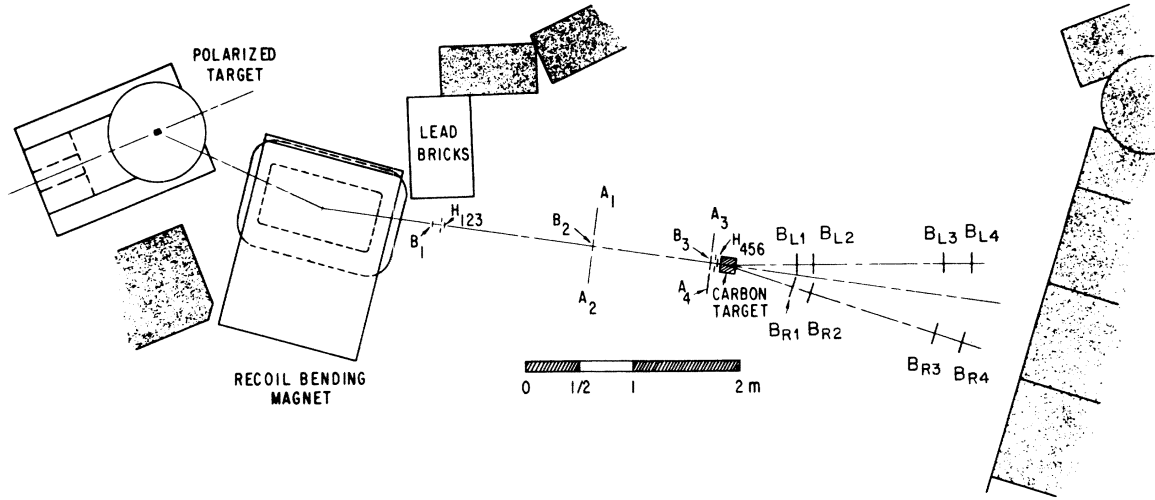 POLARIZED
TARGET
LEAD
BRICKS
RECOIL BENDING
MAGNET
B1
H123
B2
A1
A2
B3
A3
H456
A4
CARBON
TARGET
BL1
BL2
BL3
BL4
BR1
BR2
BR3
BR4
0 1/2 1 2 m